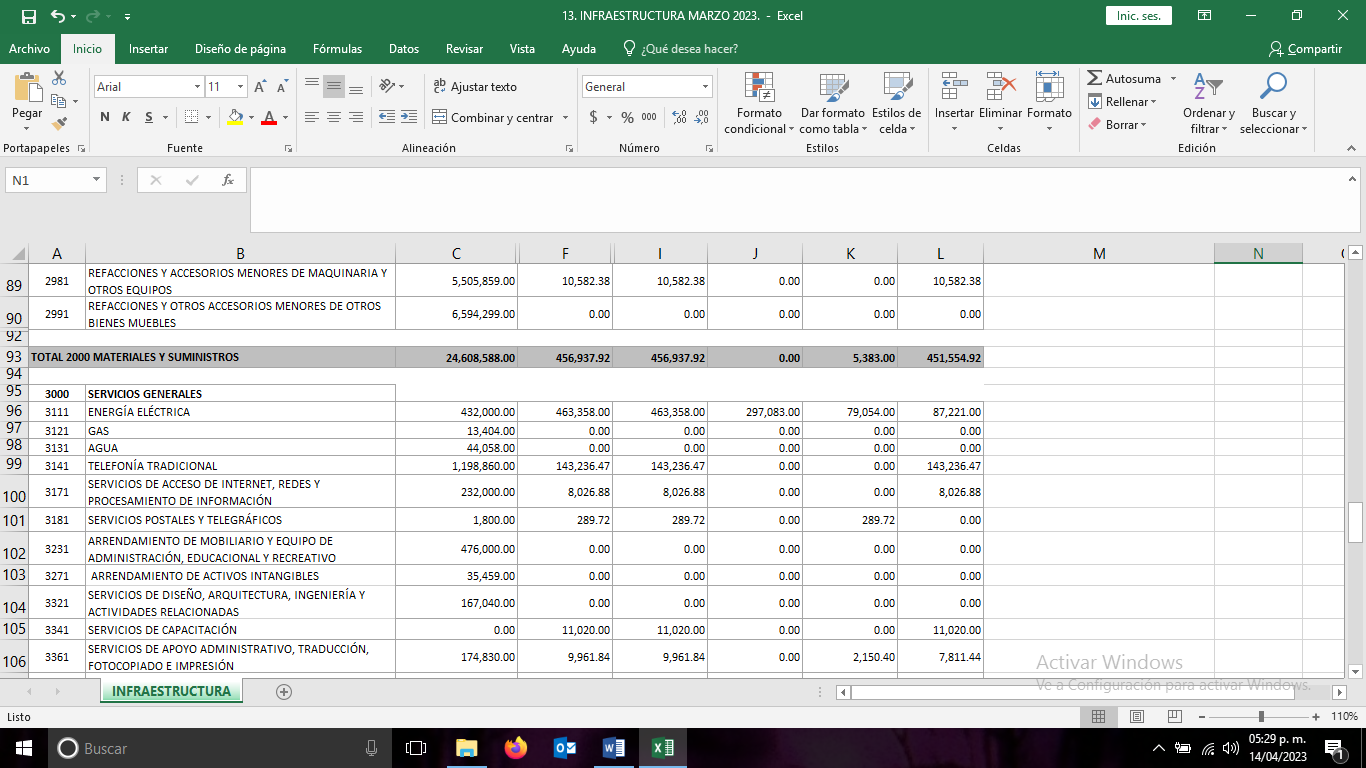 13. INFRAESTRUCTURA MARZO 2023. - Excel
Inic. ses.
Archivo Inicio Insertar Diseño de página Fórmulas Datos Revisar Vista Ayuda ¿Qué desea hacer? Compartir
Pegar
Portapapeles
Arial 11
N K S
Fuente
Ajustar texto
Combinar y centrar
Alineación
General
$ % 000
Número
Formato condicional
Dar formato como tabla
Estilos de celda
Estilos
Insertar Eliminar Formato
Celdas
Autosuma
Rellenar
Borrar
Ordenar y filtrar
Buscar y seleccionar
Edición
N1 fx
A B C F I J K L M N
89 2981 REFACCIONES Y ACCESORIOS MENORES DE MAQUINARIA Y
OTROS EQUIPOS 5,505,859.00 10,582.38 10,582.38 0.00 0.00 10,582.38
90 2991 REFACCIONES Y OTROS ACCESORIOS MENORES DE OTROS
BIENES MUEBLES 6,594,299.00 0.00 0.00 0.00 0.00 0.00
92
93 TOTAL 2000 MATERIALES Y SUMINISTROS 24,608,588.00 456,937.92 456,937.92 0.00 5,383.00 451,554.92
94
95 3000 SERVICIOS GENERALES
96 3111 ENERGÍA ELÉCTRICA 432,000.00 463,358.00 463,358.00 297,083.00 79,054.00 87,221.00
97 3121 GAS 13,404.00 0.00 0.00 0.00 0.00 0.00
98 3131 AGUA 44,058.00 0.00 0.00 0.00 0.00 0.00
99 3141 TELEFONÍA TRADICIONAL 1,198,860.00 143,236.47 143,236.47 0.00 0.00 143,236.47
100 3171 SERVICIOS DE ACCESO DE INTERNET, REDES Y
PROCESAMIENTO DE INFORMACIÓN 232,000.00 8,026.88 8,026.88 0.00 0.00 8,026.88
101 3181 SERVICIOS POSTALES Y TELEGRÁFICOS 1,800.00 289.72 289.72 0.00 289.72 0.00
102 3231 ARRENDAMIENTO DE MOBILIARIO Y EQUIPO DE
ADMINISTRACIÓN, EDUCACIONAL Y RECREATIVO 476,000.00 0.00 0.00 0.00 0.00 0.00
103 3271 ARRENDAMIENTO DE ACTIVOS INTANGIBLES 35,459.00 0.00 0.00 0.00 0.00 0.00
104 3321 SERVICIOS DE DISEÑO, ARQUITECTURA, INGENIERÍA Y
ACTIVIDADES RELACIONADAS 167,040.00 0.00 0.00 0.00 0.00 0.00
105 3341 SERVICIOS DE CAPACITACIÓN 0.00 11,020.00 11,020.00 0.00 0.00 11,020.00
106 3361 SERVICIOS DE APOYO ADMINISTRATIVO, TRADUCCIÓN,
FOTOCOPIADO E IMPRESIÓN 174,830.00 9,961.84 9,961.84 0.00 2,150.40 7,811.44
Activar Windows
Ve a Configuración para activar Windows.
INFRAESTRUCTURA
Listo 110%
Buscar
05:29 p. m.
14/04/2023
1